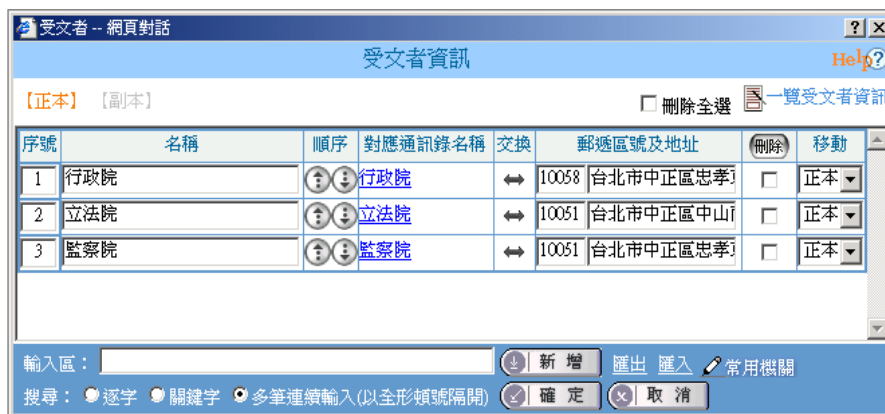 受文者 -- 網頁對話
受文者資訊
Help?
【正本】 【副本】 刪除全選 一覽受文者資訊
序號 名稱 順序 對應通訊錄名稱 交換 郵遞區號及地址 刪除 移動
1 行政院 行政院 10058 台北市中正區忠孝 正本
2 立法院 立法院 10051 台北市中正區中山 正本
3 監察院 監察院 10051 台北市中正區忠孝 正本
輸入區： 新 增 匯出 匯入 常用機關
搜尋： 逐字 關鍵字 多筆連續輸入(以全形頓號隔開) 確 定 取 消